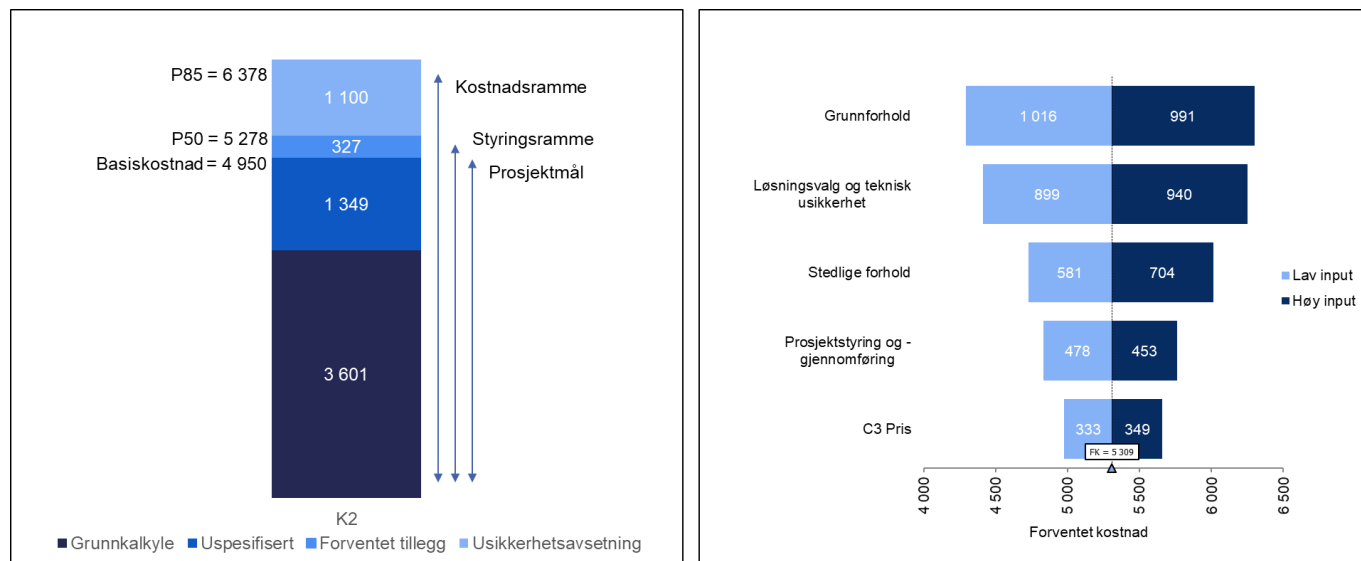 P85 = 6 378
1 100
Kostnadsramme
P50 = 5 278
327
Styringsramme
Basiskostnad = 4 950
Prosjektmål
1 349
3 601
K2
Grunnkalkyle
Uspesifisert
Forventet tillegg
Usikkerhetsavsetning
Grunnforhold
1 016
991
Løsningsvalg og teknisk
usikkerhet
899
940
Stedlige forhold
581
704
Lav input
Høy input
Prosjektstyring og -
gjennomføring
478
453
C3 Pris
333
349
FK = 5 309
4 000
4 500
5 000
5 500
6 000
6 500
Forventet kostnad